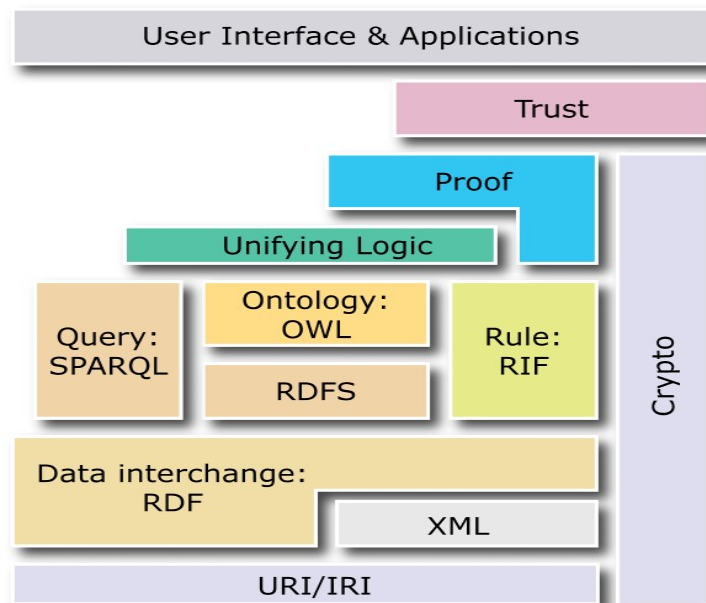 User Interface & Applications
Trust
Proof
Unifying Logic
Query:
SPARQL
Ontology:
OWL
RDFS
Rule:
RIF
Crypto
Data interchange:
RDF
XML
URI/IRI